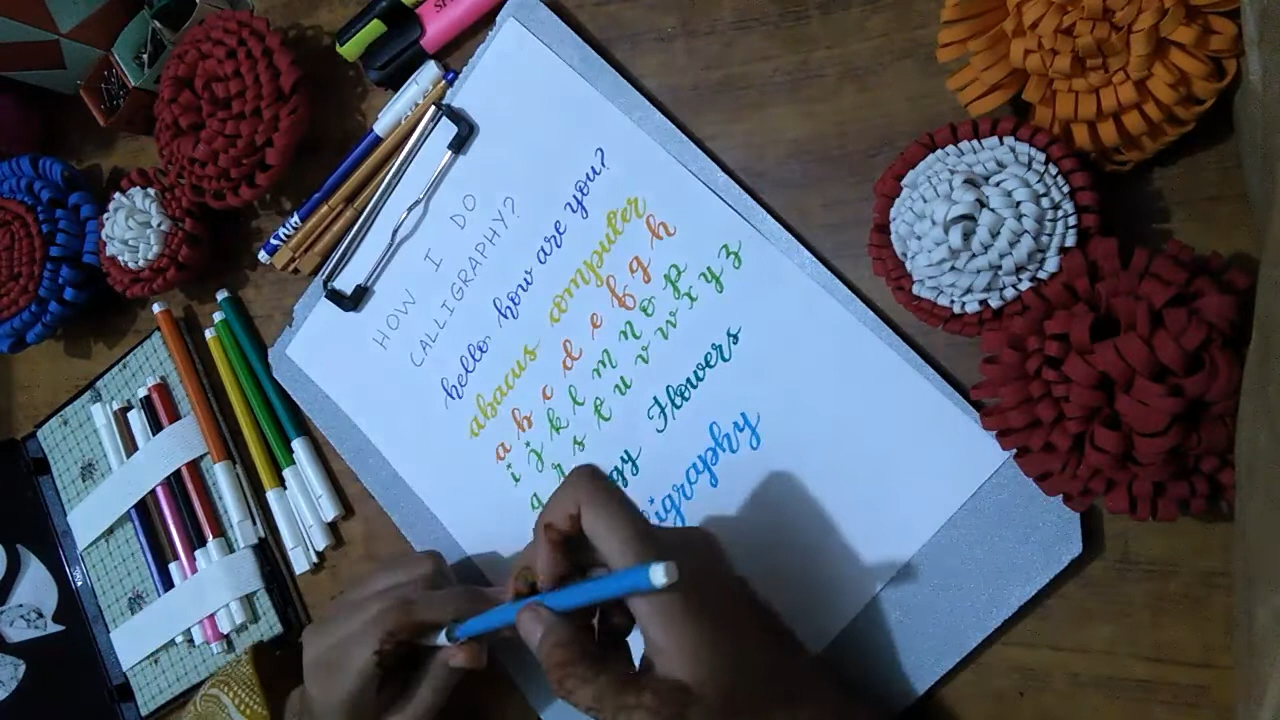 HOW I DO
CALLIGRAPHY?
hello, how are you?
abacus computer
a b c d e f g h
i j k l m n o p
q r s t u v w x y z
Flowers